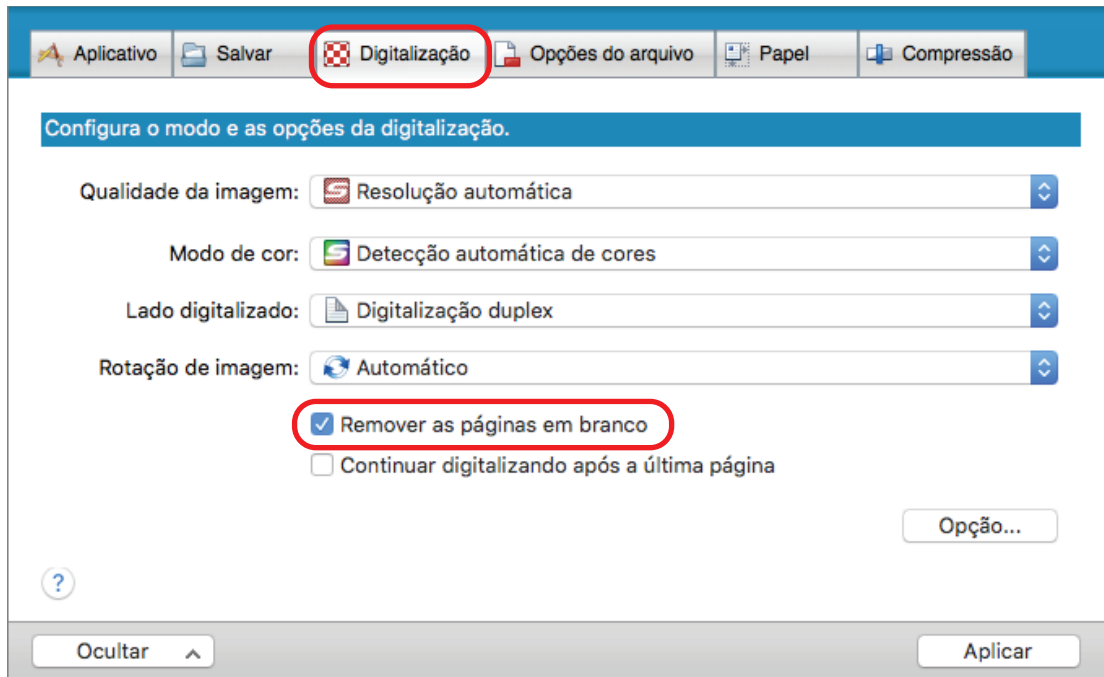 Aplicativo Salvar Digitalização Opções do arquivo Papel Compressão
Configura o modo e as opções da digitalização.
Qualidade da imagem: Resolução automática
Modo de cor: Detecção automática de cores
Lado digitalizado: Digitalização duplex
Rotação de imagem: Automático
Remover as páginas em branco
Continuar digitalizando após a última página
Opção...
?
Ocultar Aplicar